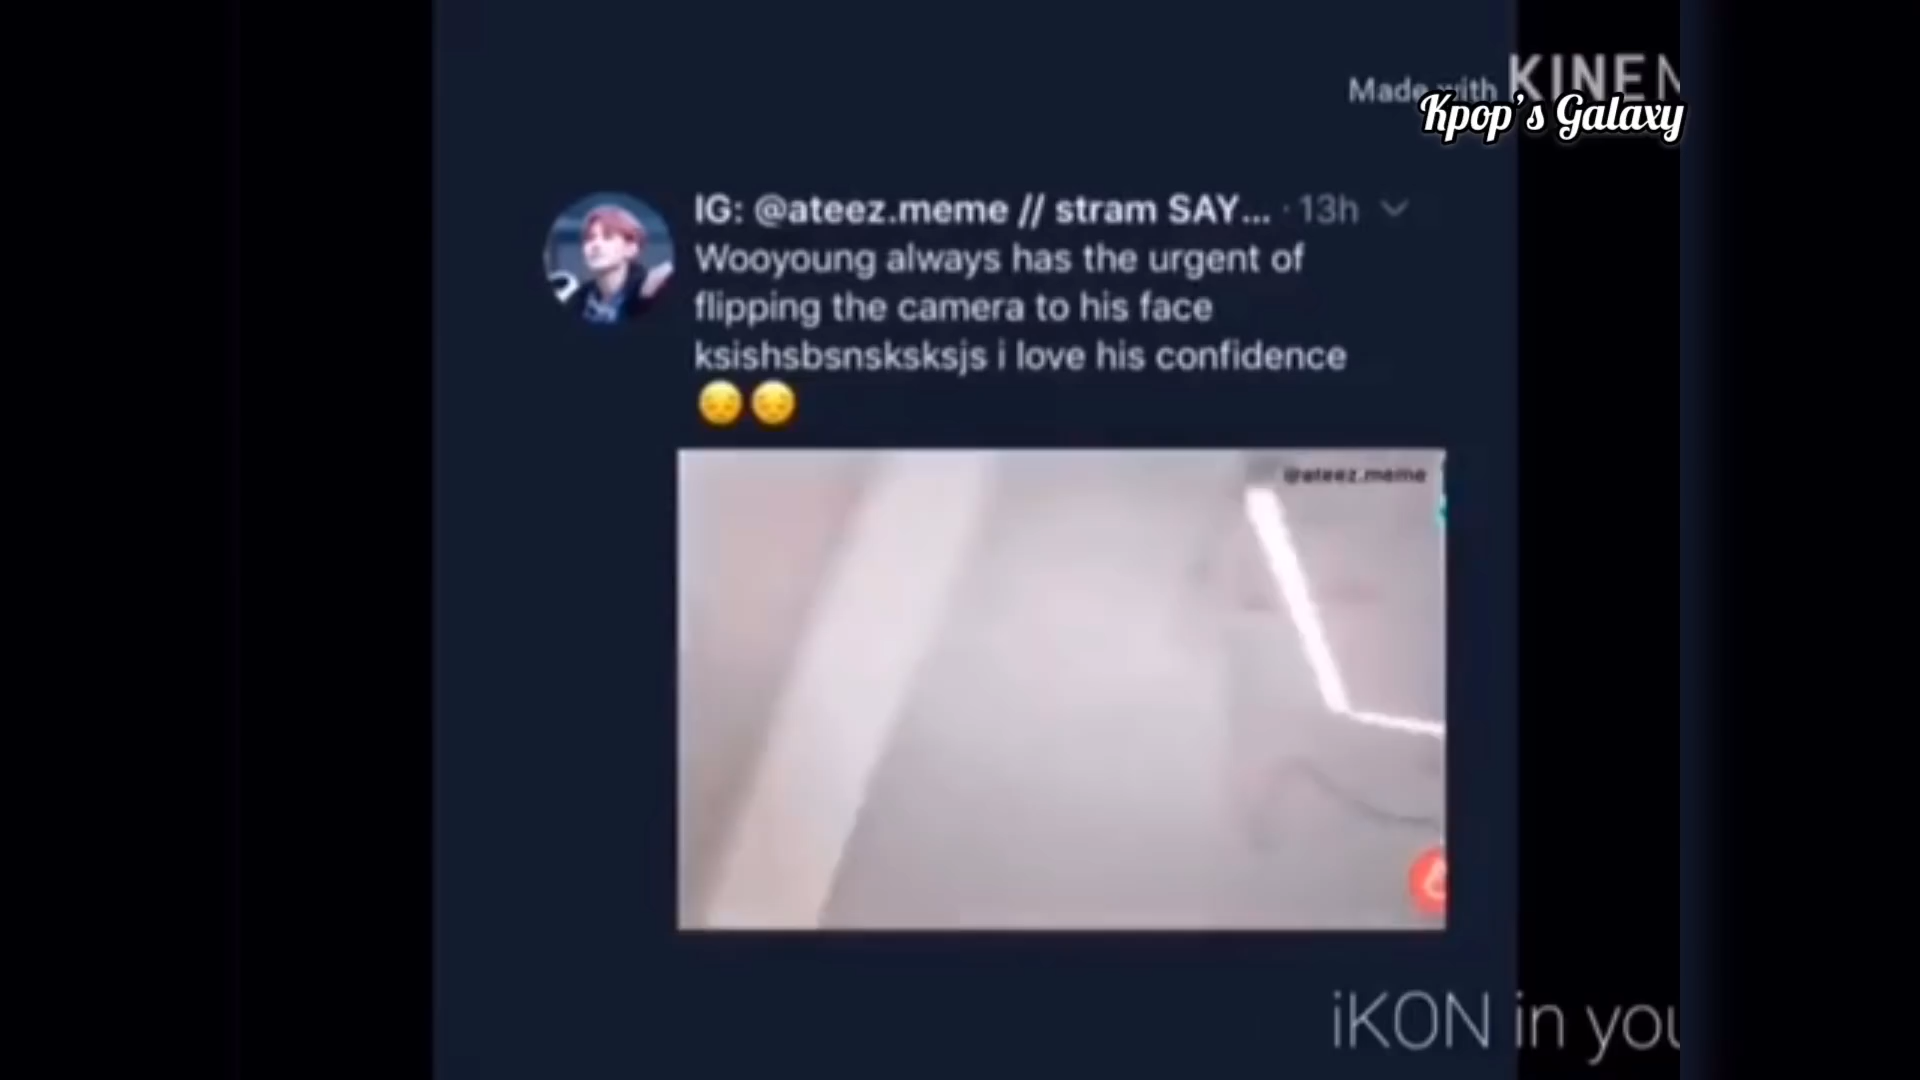 Made with KINEM
Kpop's Galaxy
IG: @ateez.meme // stram SAY... · 13h
Wooyoung always has the urgent of
flipping the camera to his face
ksishsbsnsksksjs i love his confidence
😔😔
@ateez.meme
iKON in you